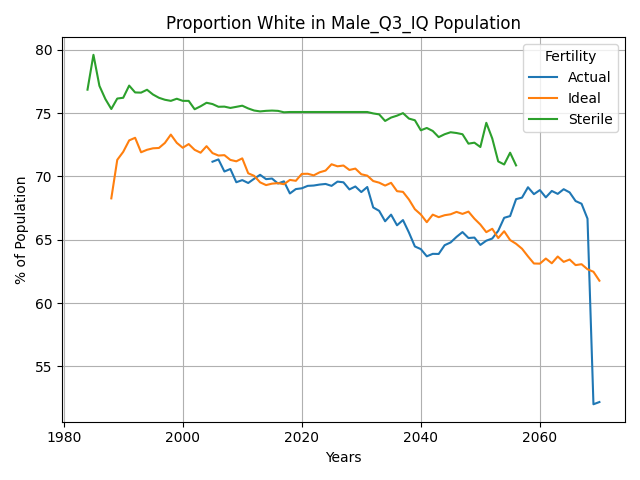 Proportion White in Male_Q3_IQ Population
80
75
70
65
60
55
% of Population
1980
2000
2020
2040
2060
Years
Fertility
Actual
Ideal
Sterile